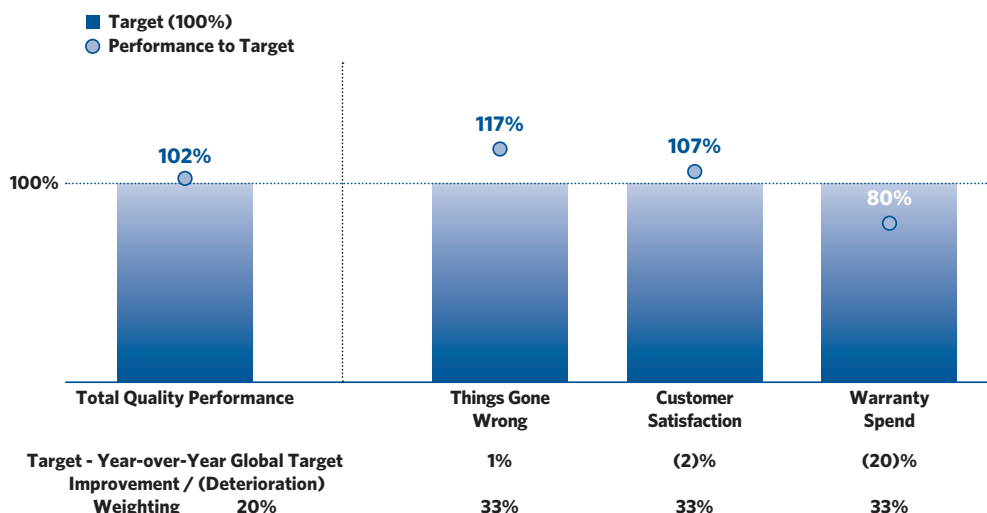 Target (100%)
Performance to Target
117%
107%
102%
100%
80%
Total Quality Performance
Things Gone
Wrong
Customer
Satisfaction
Warranty
Spend
Target - Year-over-Year Global Target
Improvement / (Deterioration)
1%
(2)%
(20)%
Weighting 20% 33% 33% 33%